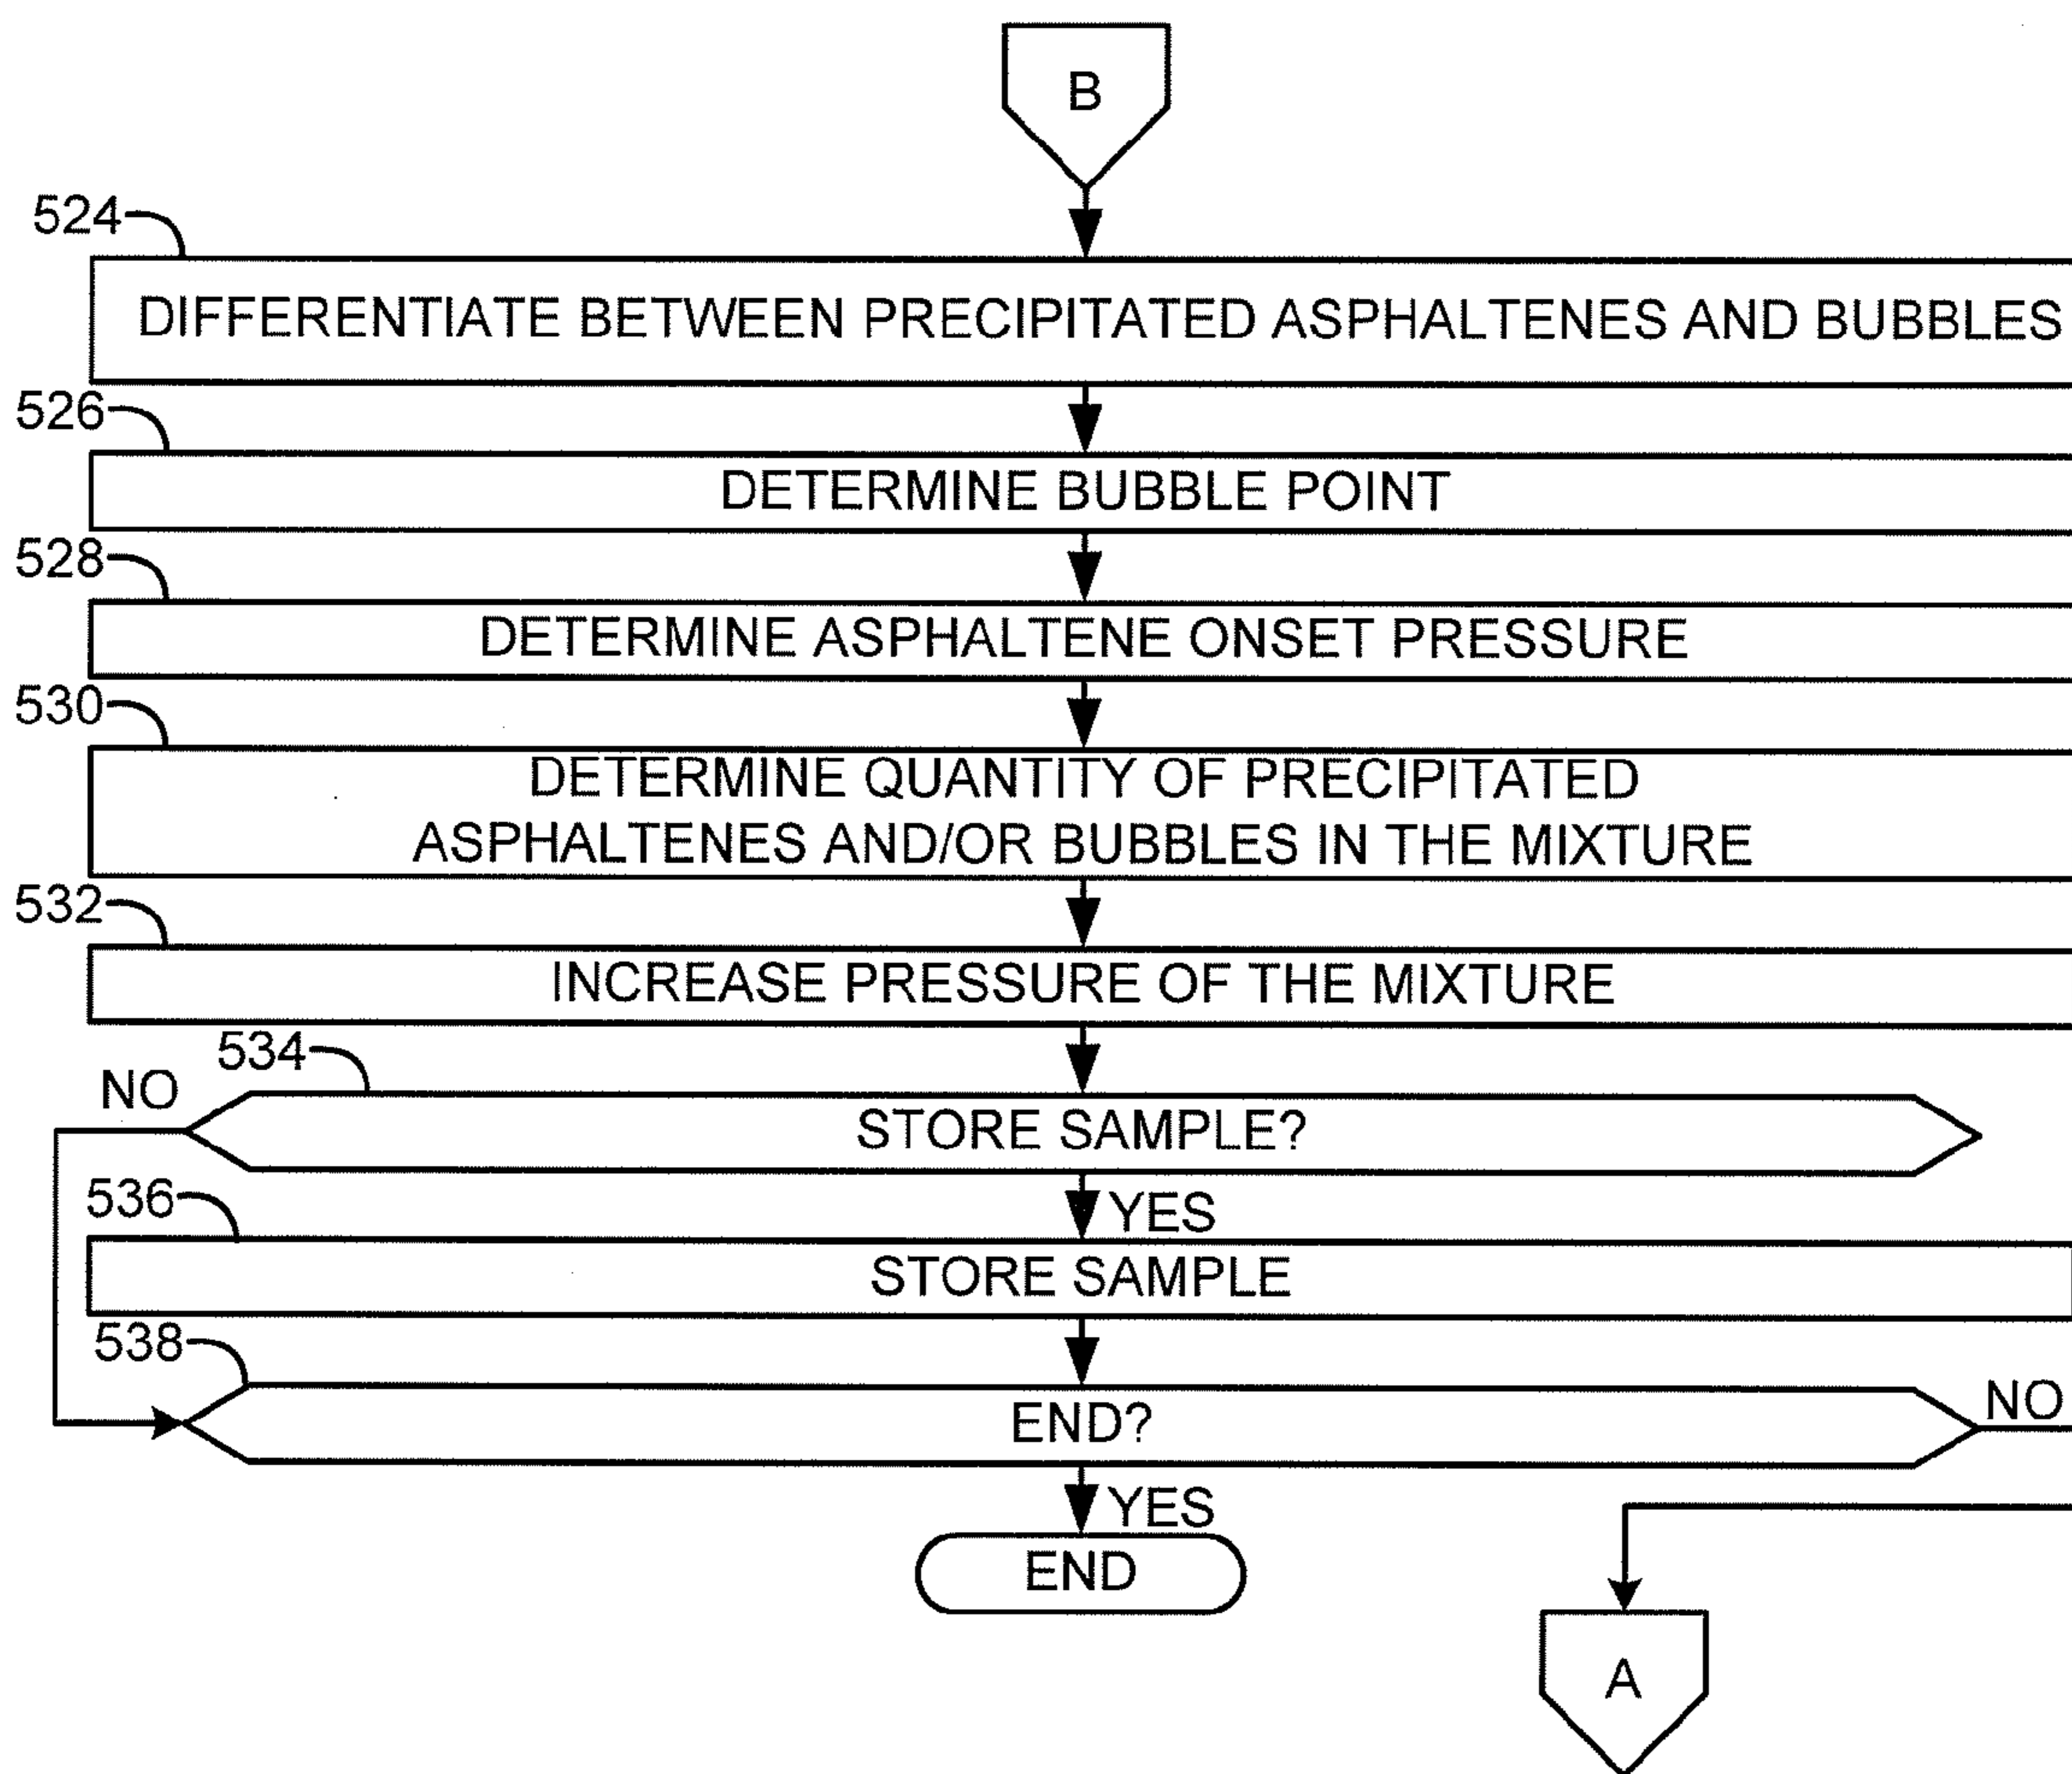 B
524
DIFFERENTIATE BETWEEN PRECIPITATED ASPHALTENES AND BUBBLES
526
DETERMINE BUBBLE POINT
528
DETERMINE ASPHALTENE ONSET PRESSURE
530
DETERMINE QUANTITY OF PRECIPITATED
ASPHALTENES AND/OR BUBBLES IN THE MIXTURE
532
INCREASE PRESSURE OF THE MIXTURE
534
NO
STORE SAMPLE?
536
YES
STORE SAMPLE
538
END?
NO
YES
END
A